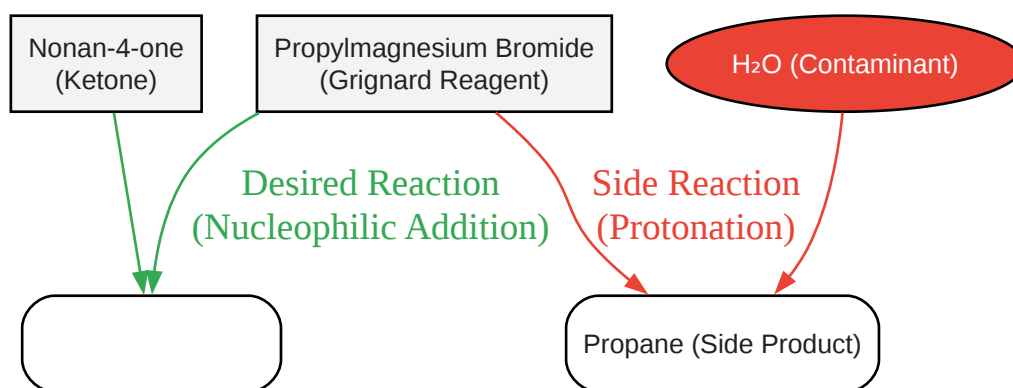 Nonan-4-one
(Ketone)
Propylmagnesium Bromide
(Grignard Reagent)
H₂O (Contaminant)
Desired Reaction
(Nucleophilic Addition)
Side Reaction
(Protonation)
Propane (Side Product)